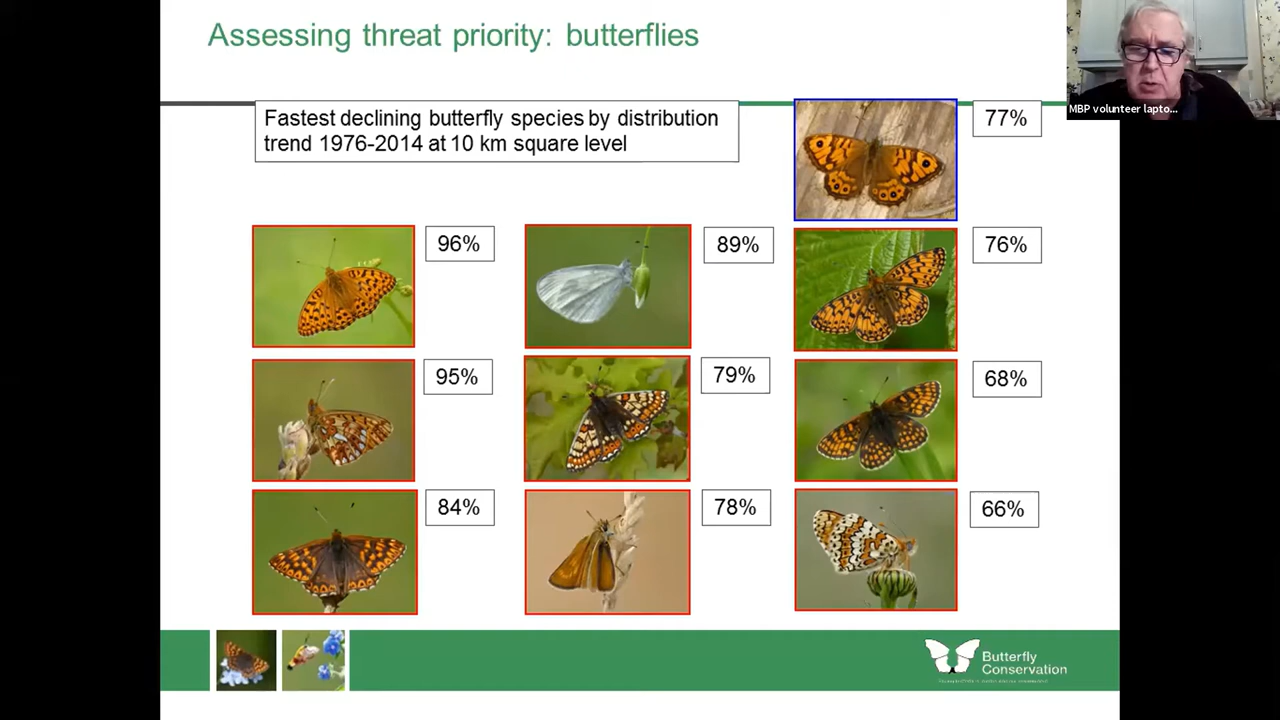 Assessing threat priority: butterflies
MBP volunteer lapto...
Fastest declining butterfly species by distribution
trend 1976-2014 at 10 km square level
77%
96%
89%
76%
95%
79%
68%
84%
78%
66%
Butterfly
Conservation